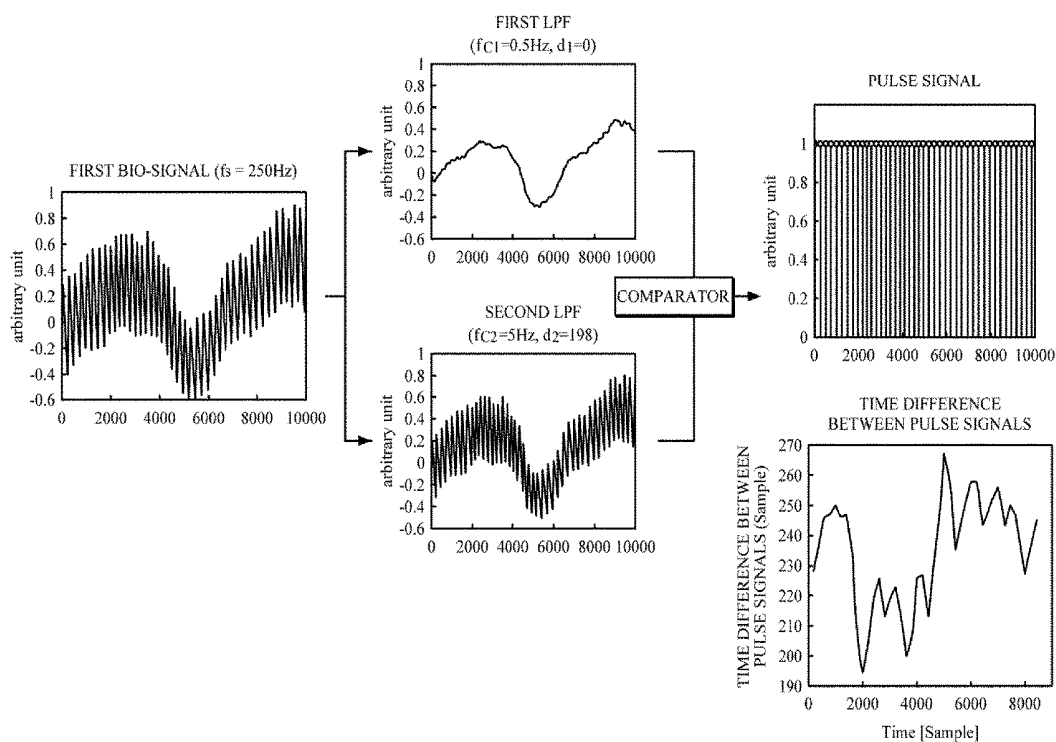 FIRST BIO-SIGNAL (fs = 250Hz)
arbitrary unit
1
0.8
0.6
0.4
0.2
0
-0.2
-0.4
-0.6
0 2000 4000 6000 8000 10000
FIRST LPF
(fC1=0.5Hz, d1=0)
arbitrary unit
1
0.8
0.6
0.4
0.2
0
-0.2
-0.4
-0.6
0 2000 4000 6000 8000 10000
SECOND LPF
(fC2=5Hz, d2=198)
arbitrary unit
1
0.8
0.6
0.4
0.2
0
-0.2
-0.4
-0.6
0 2000 4000 6000 8000 10000
COMPARATOR
PULSE SIGNAL
arbitrary unit
1
0.8
0.6
0.4
0.2
0
0 2000 4000 6000 8000 10000
TIME DIFFERENCE
BETWEEN PULSE SIGNALS
TIME DIFFERENCE BETWEEN
PULSE SIGNALS (Sample)
270
260
250
240
230
220
210
200
190
0 2000 4000 6000 8000
Time [Sample]